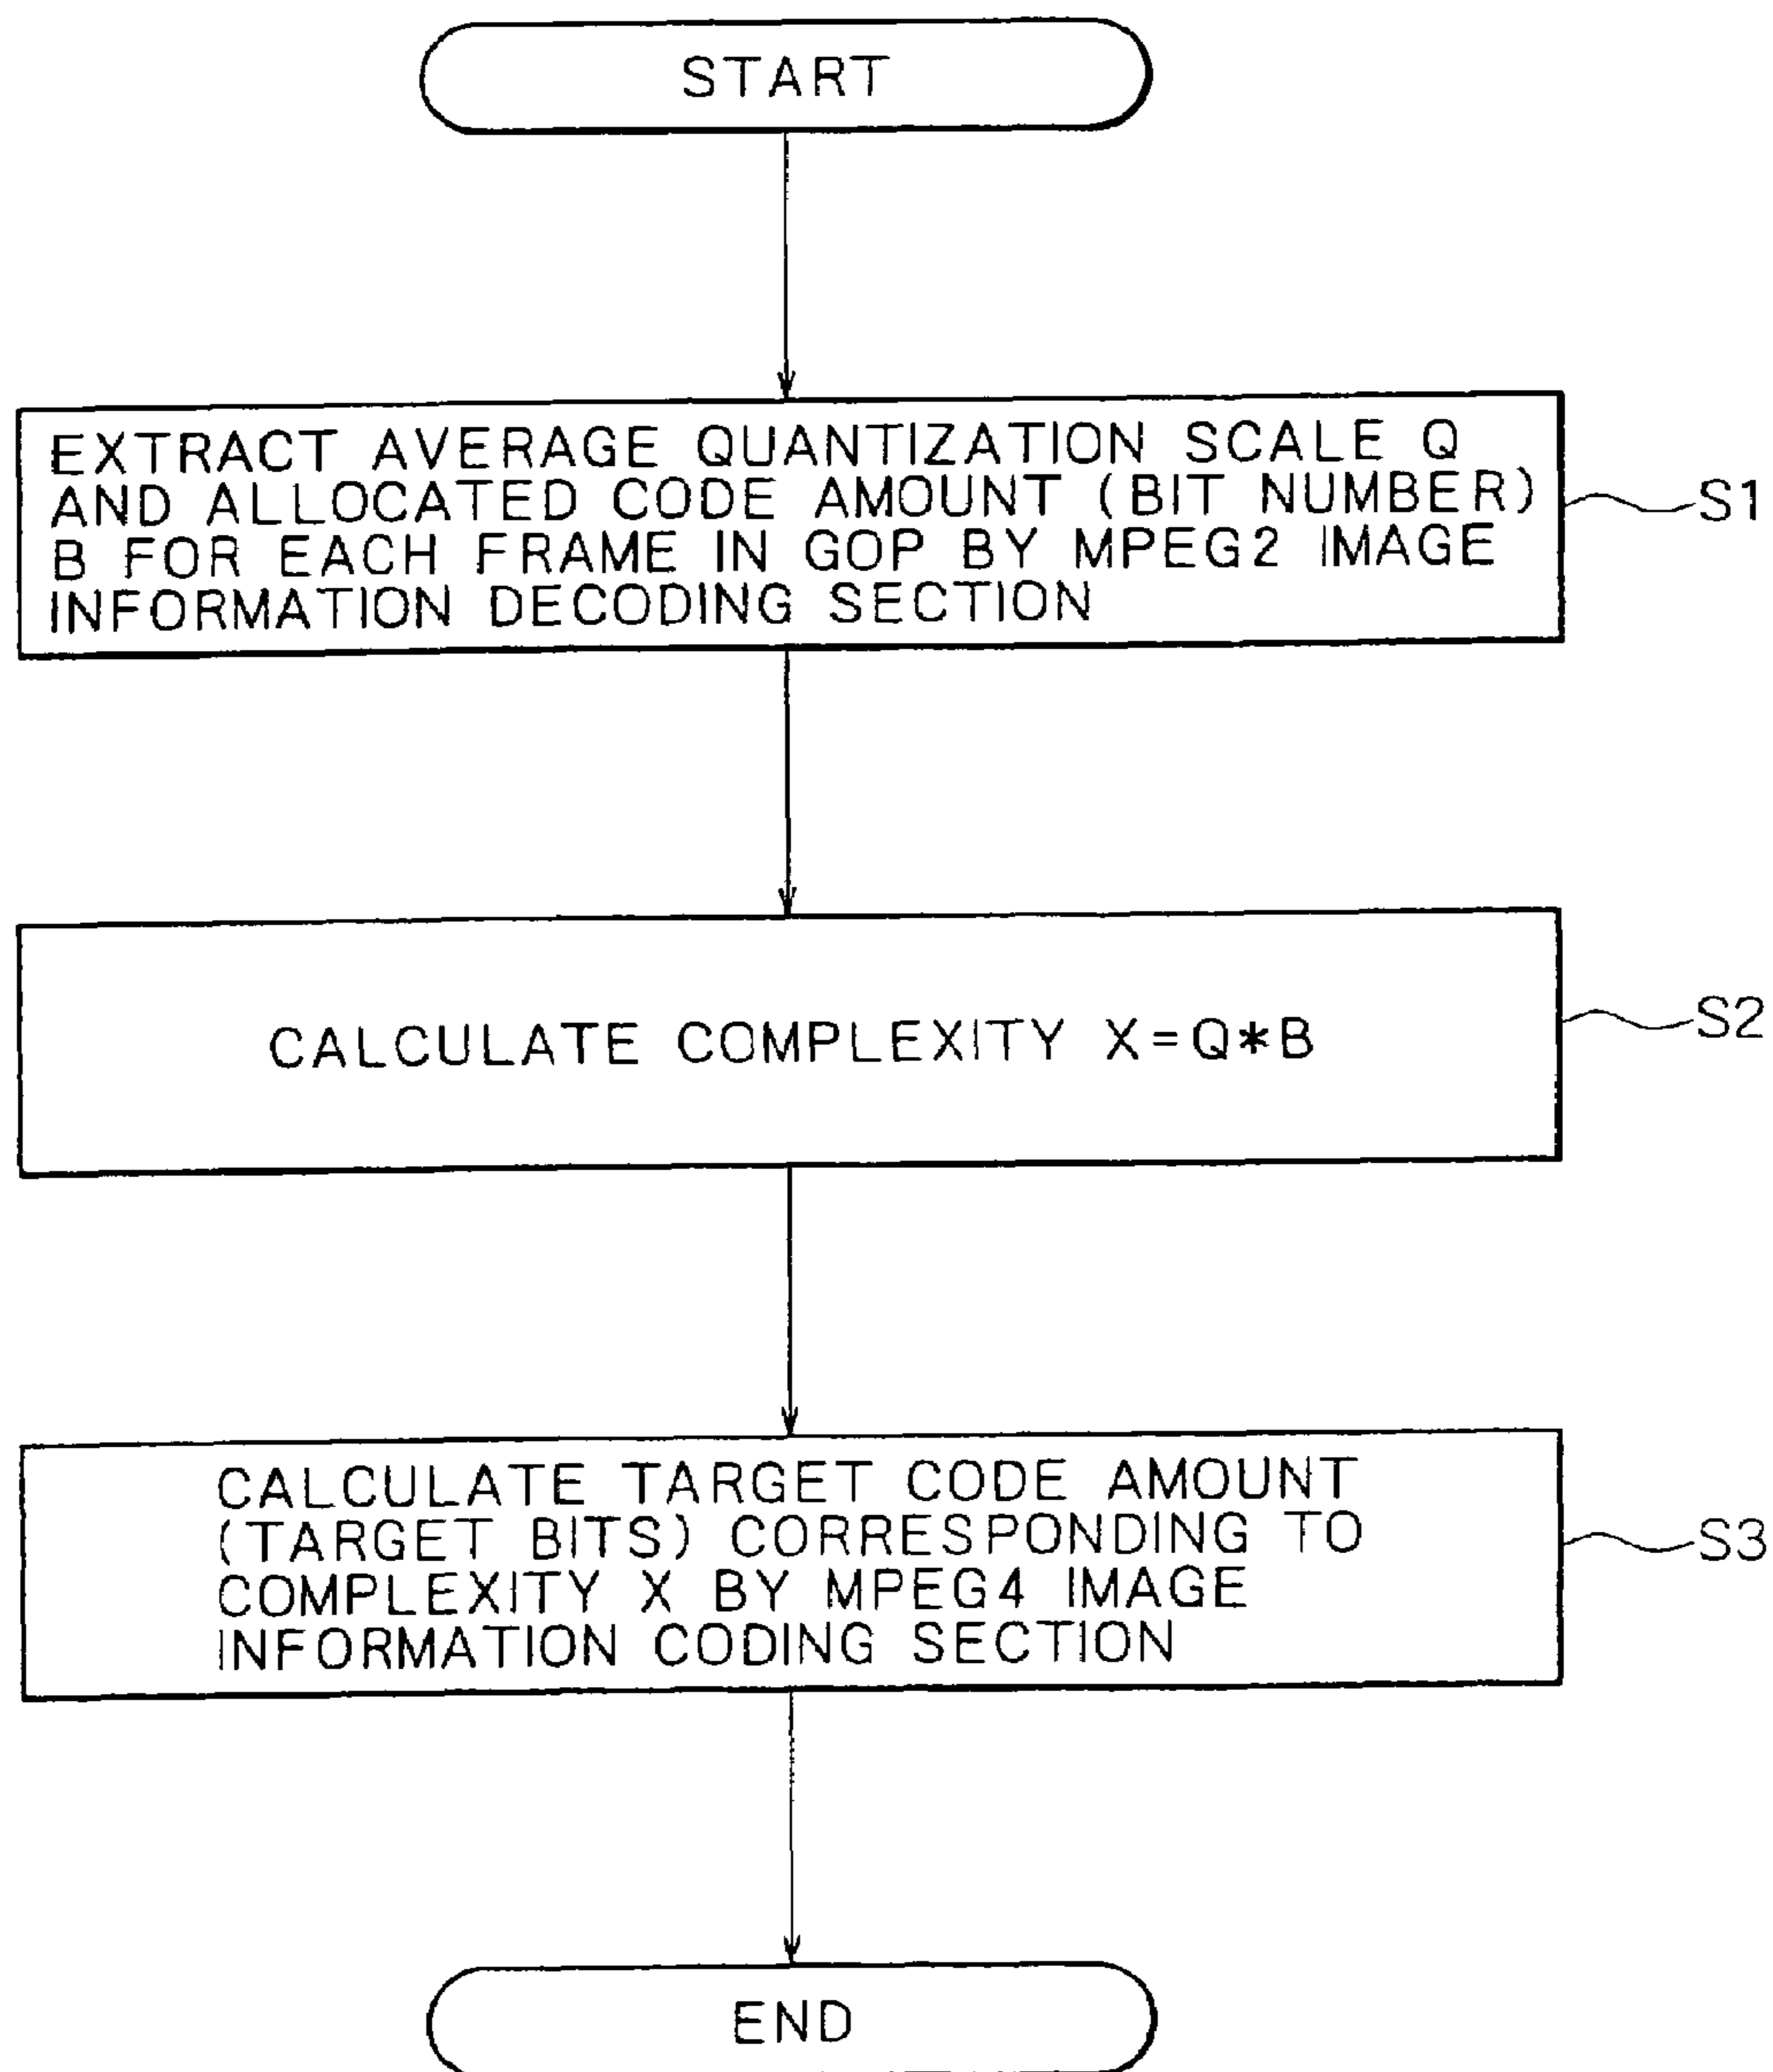 START
EXTRACT AVERAGE QUANTIZATION SCALE Q
AND ALLOCATED CODE AMOUNT (BIT NUMBER)
B FOR EACH FRAME IN GOP BY MPEG2 IMAGE
INFORMATION DECODING SECTION
S1
CALCULATE COMPLEXITY X=Q*B
S2
CALCULATE TARGET CODE AMOUNT
(TARGET BITS) CORRESPONDING TO
COMPLEXITY X BY MPEG4 IMAGE
INFORMATION CODING SECTION
S3
END